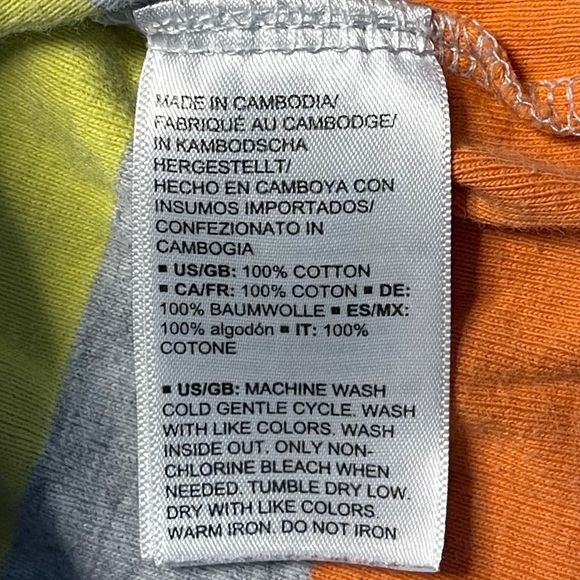 MADE IN CAMBODIA/
FABRIQUÉ AU CAMBODGE/
IN KAMBODSCHA
HERGESTELLT/
HECHO EN CAMBOYA CON
INSUMOS IMPORTADOS/
CONFEZIONATO IN
CAMBOGIA
▪ US/GB: 100% COTTON
▪ CA/FR: 100% COTON ▪ DE:
100% BAUMWOLLE ▪ ES/MX:
100% algodón ▪ IT: 100%
COTONE
▪ US/GB: MACHINE WASH
COLD GENTLE CYCLE. WASH
WITH LIKE COLORS. WASH
INSIDE OUT. ONLY NON-
CHLORINE BLEACH WHEN
NEEDED. TUMBLE DRY LOW.
DRY WITH LIKE COLORS
WARM IRON. DO NOT IRON